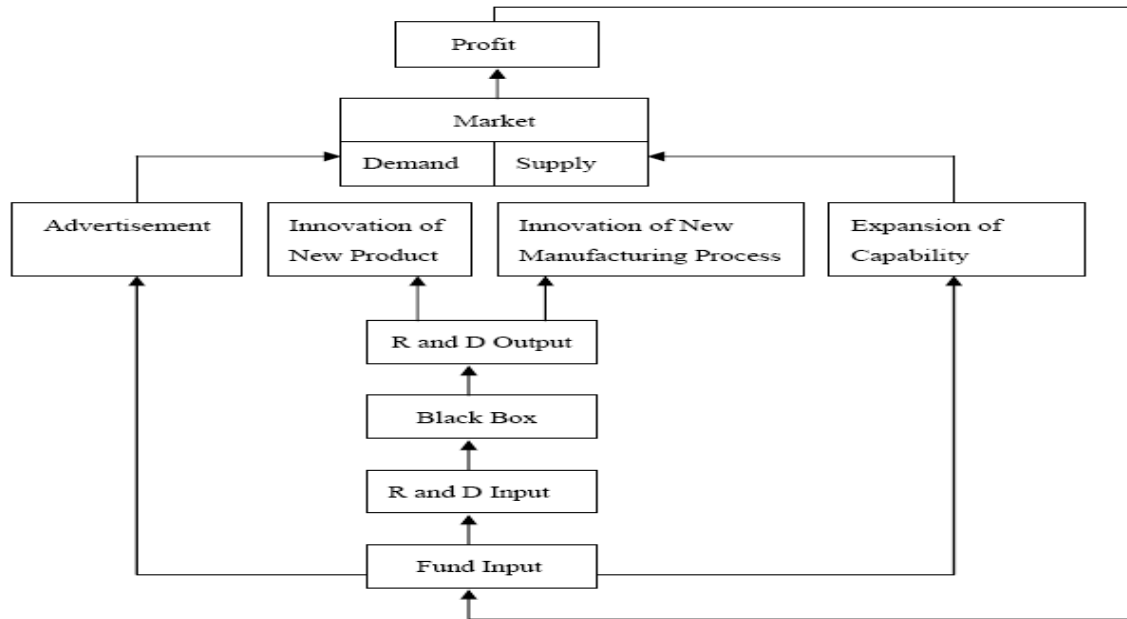 Profit
Market
Demand
Supply
Advertisement
Innovation of
New Product
Innovation of New
Manufacturing Process
Expansion of
Capability
R and D Output
Black Box
R and D Input
Fund Input